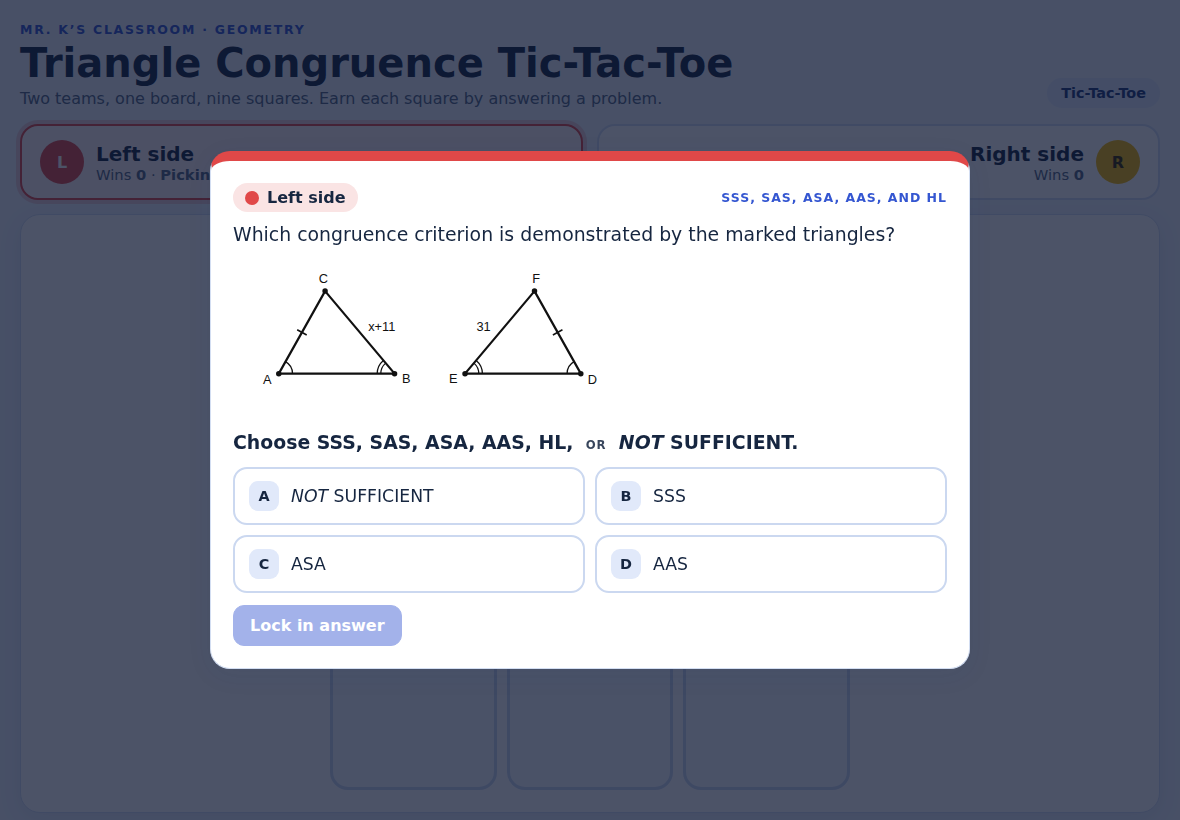 MR. K'S CLASSROOM · GEOMETRY
Triangle Congruence Tic-Tac-Toe
Two teams, one board, nine squares. Earn each square by answering a problem.
Tic-Tac-Toe
L
Left side
Wins 0 ·
Right side
Wins 0
R
Left side
SSS, SAS, ASA, AAS, AND HL
Which congruence criterion is demonstrated by the marked triangles?
C
F
x+11
31
A
B
E
D
Choose SSS, SAS, ASA, AAS, HL, OR NOT SUFFICIENT.
A NOT SUFFICIENT
B SSS
C ASA
D AAS
Lock in answer